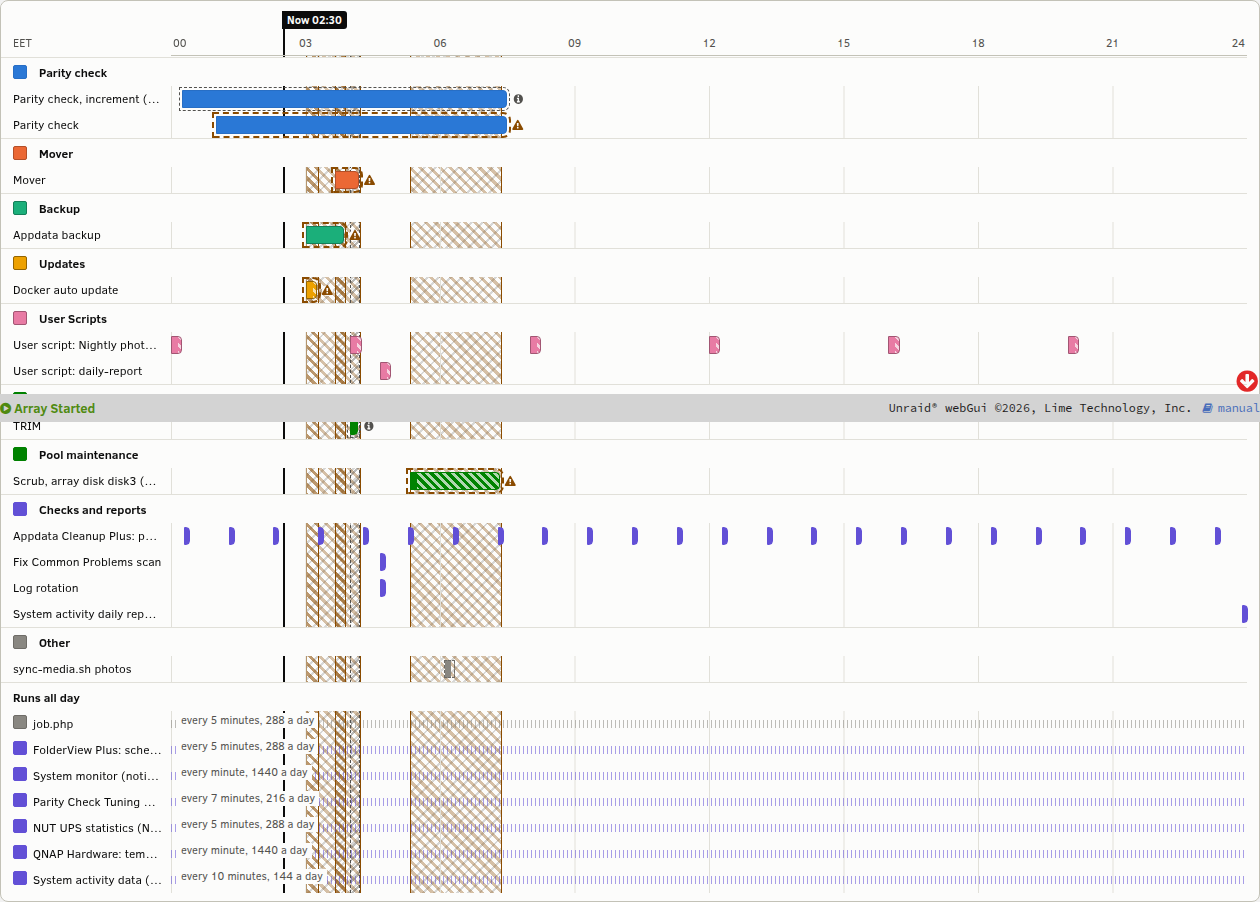 Now 02:30
EET 00 03 06 09 12 15 18 21 24
Parity check
Parity check, increment (...
Parity check
Mover
Mover
Backup
Appdata backup
Updates
Docker auto update
User Scripts
User script: Nightly phot...
User script: daily-report
Array Started
Unraid® webGui ©2026, Lime Technology, Inc. manual
TRIM
Pool maintenance
Scrub, array disk disk3 (...
Checks and reports
Appdata Cleanup Plus: p...
Fix Common Problems scan
Log rotation
System activity daily rep...
Other
sync-media.sh photos
Runs all day
job.php every 5 minutes, 288 a day
FolderView Plus: sche... every 5 minutes, 288 a day
System monitor (noti... every minute, 1440 a day
Parity Check Tuning ... every 7 minutes, 216 a day
NUT UPS statistics (N... every 5 minutes, 288 a day
QNAP Hardware: tem... every minute, 1440 a day
System activity data (... every 10 minutes, 144 a day